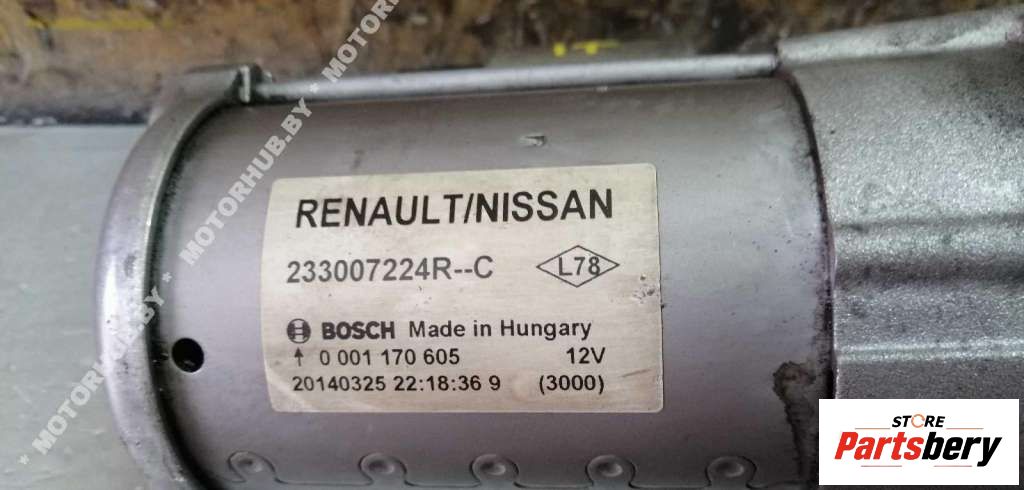 RENAULT/NISSAN
233007224R--C L78
BOSCH Made in Hungary
↑ 0 001 170 605 12V
20140325 22:18:36 9 (3000)
* MOTORHUB.BY * MOTORHUB.BY * MOTOR
STORE
Partsbery